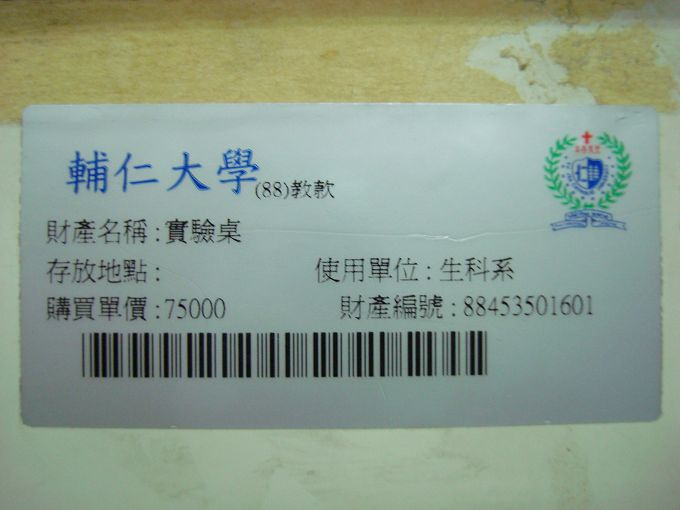 輔仁大學(88)教款
財產名稱:實驗桌
存放地點: 使用單位:生科系
購買單價:75000 財產編號:88453501601